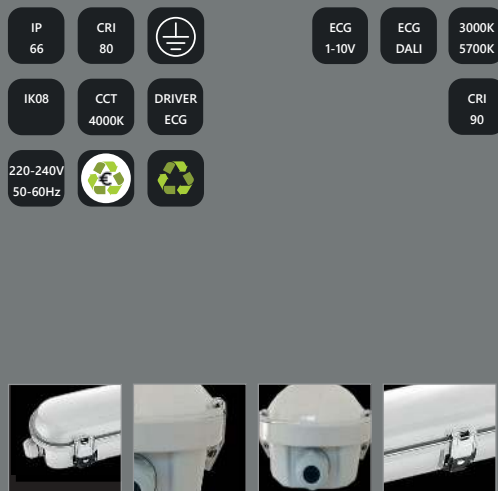 IP
66
CRI
80
ECG
1-10V
ECG
DALI
3000K
5700K
IK08
CCT
4000K
DRIVER
ECG
CRI
90
220-240V
50-60Hz
€